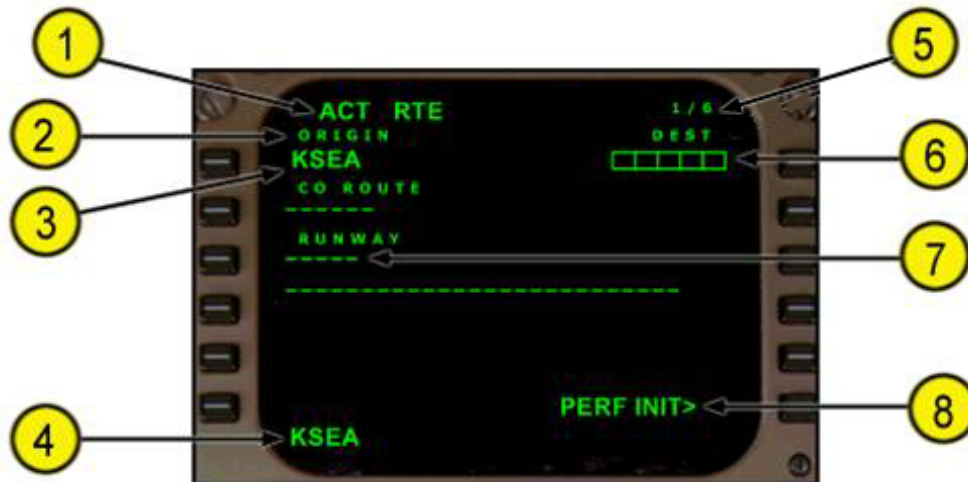 1
5
ACT RTE 1/6
2
ORIGIN DEST
KSEA
6
3
CO ROUTE
------
RUNWAY
-----
7
---------------------------
PERF INIT>
8
4
KSEA